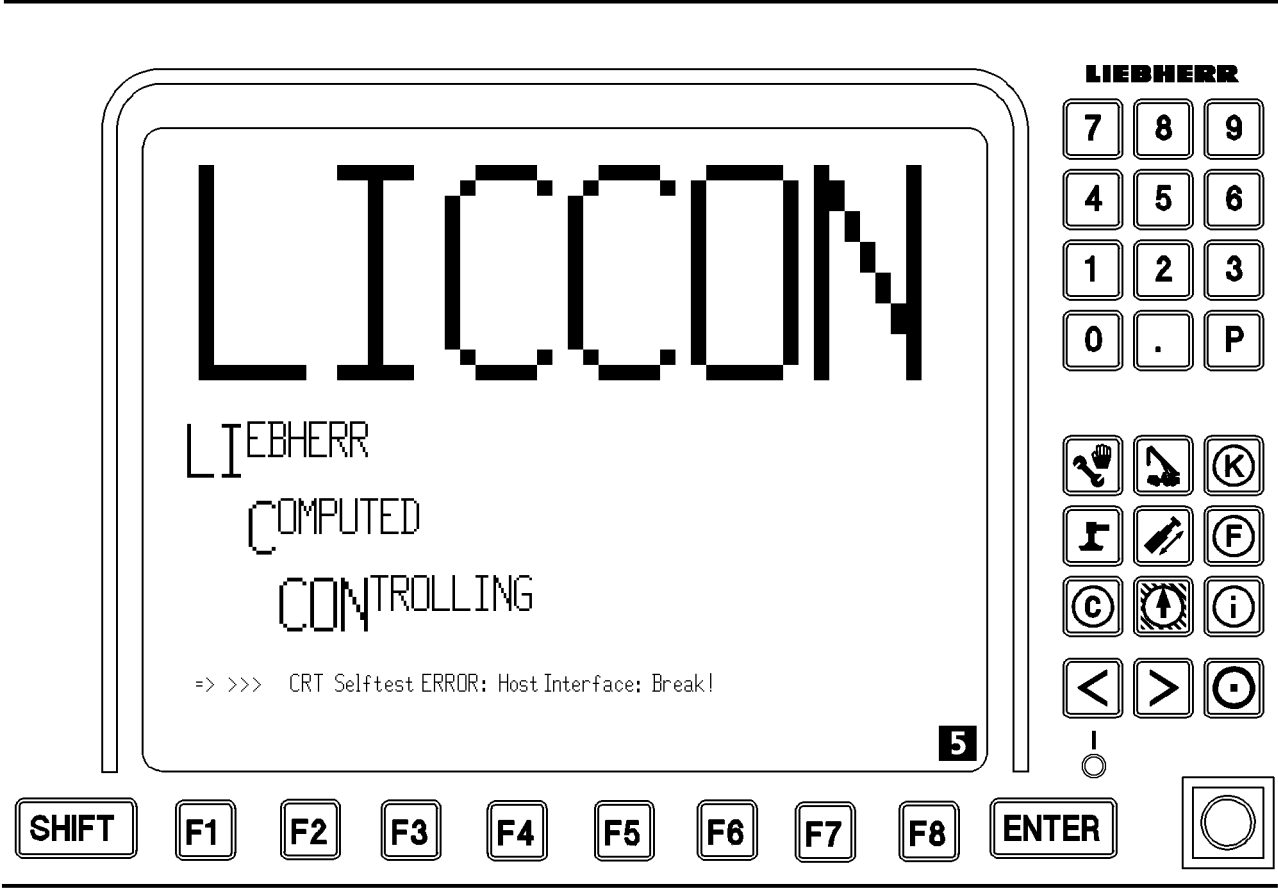 LIEBHERR
LICCON
LIEBHERR
COMPUTED
CONTROLLING
=> >>> CRT Selftest ERROR: Host Interface: Break!
5
7 8 9
4 5 6
1 2 3
0 . P
K
F
C i
< >
SHIFT F1 F2 F3 F4 F5 F6 F7 F8 ENTER